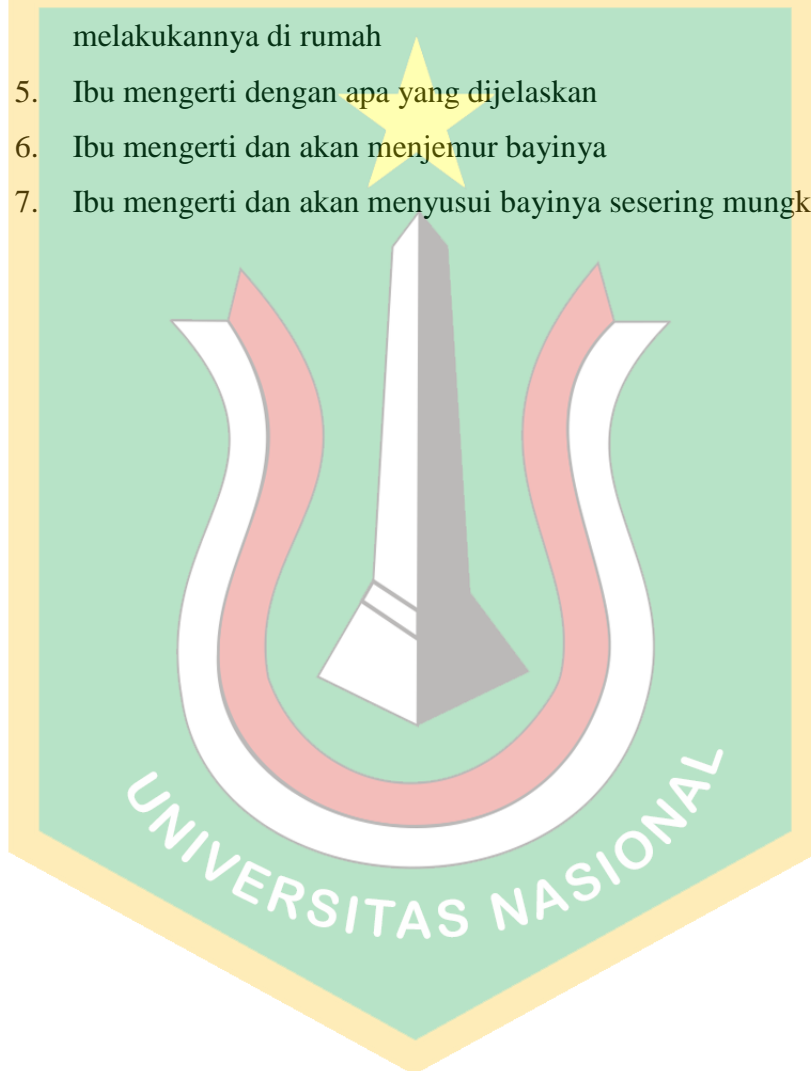 melakukannya di rumah
5. Ibu mengerti dengan apa yang dijelaskan
6. Ibu mengerti dan akan menjemur bayinya
7. Ibu mengerti dan akan menyusui bayinya sesering mungk
UNIVERSITAS NASIONAL